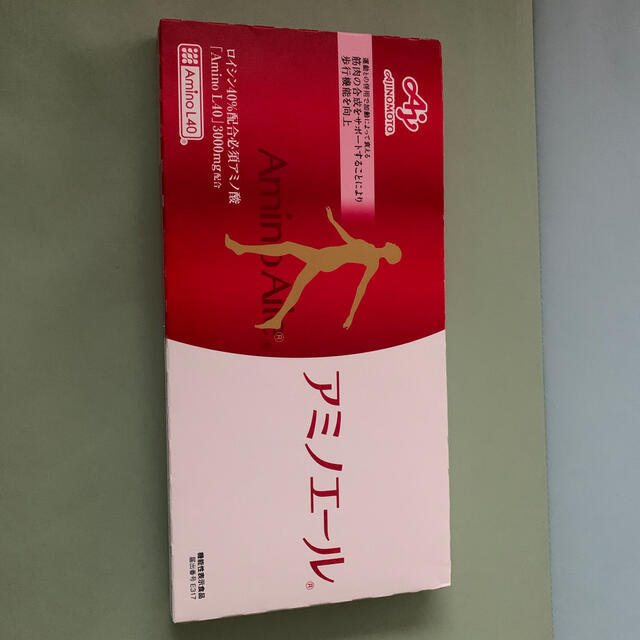 Aj
AJINOMOTO
運動との併用で加齢によって衰える
筋肉の合成をサポートすることにより
歩行機能を向上
ロイシン40%配合必須アミノ酸
「Amino L40」3000mg配合
Amino L40®
Amino Aile®
アミノエール®
機能性表示食品
届出番号 E317